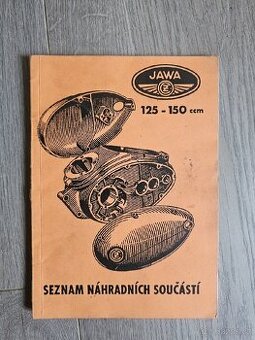 JAWA
125 - 150 ccm
SEZNAM NÁHRADNÍCH SOUČÁSTÍ